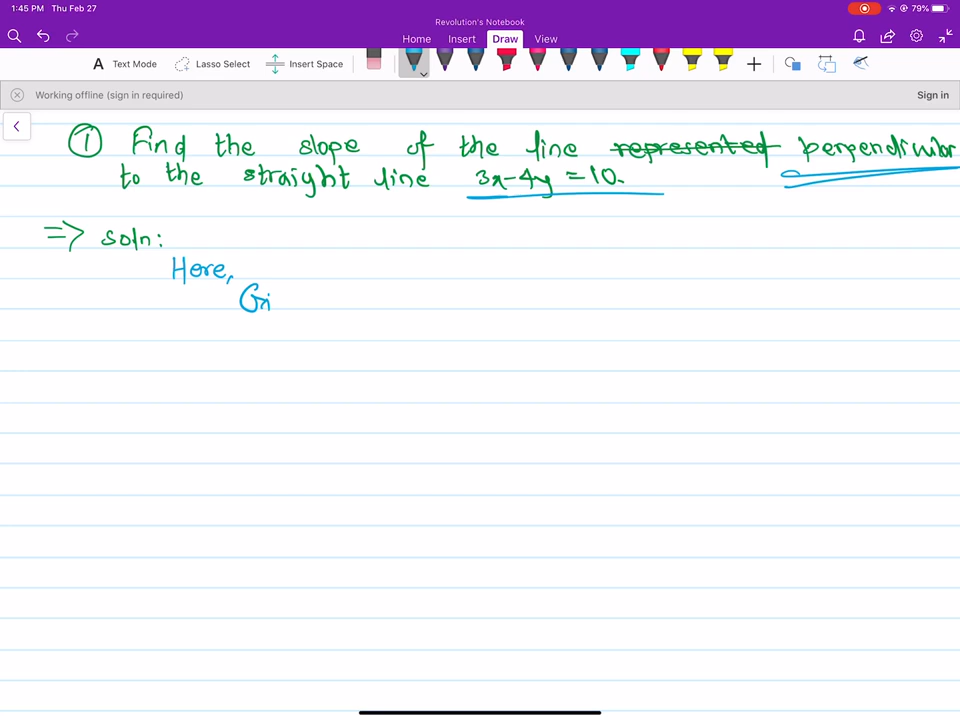 1:45 PM Thu Feb 27
79%
Revolution's Notebook
Home Insert Draw View
Text Mode Lasso Select Insert Space
Working offline (sign in required) Sign in
① Find the slope of the line represented perpendicular
to the straight line 3x-4y = 10.
=> soln:
Here,
Gi